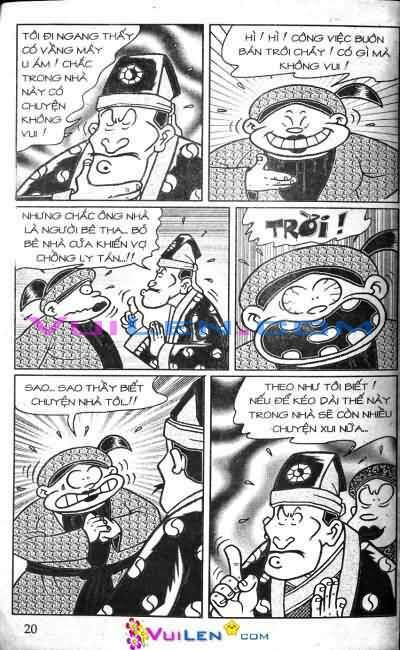 TÔI ĐI NGANG THẤY
CÓ VẦNG MÂY
U ÁM! CHẮC
TRONG NHÀ
NÀY CÓ
CHUYỆN
KHÔNG
VUI!
HÌ! HÌ! CÔNG VIỆC BUÔN
BÁN TRÔI CHẢY! CÓ GÌ MÀ
KHÔNG VUI!
NHƯNG CHẮC ÔNG NHÀ
LÀ NGƯỜI BÊ THA... BỎ
BÊ NHÀ CỬA KHIẾN VỢ
CHỒNG LY TÁN...!!
TRỜI!
VUILEN.COM
SAO... SAO THẦY BIẾT
CHUYỆN NHÀ TÔI...!!
THEO NHƯ TÔI BIẾT!
NẾU ĐỂ KÉO DÀI THẾ NÀY
TRONG NHÀ SẼ CÒN NHIỀU
CHUYỆN XUI NỮA...
20
VUILEN.COM